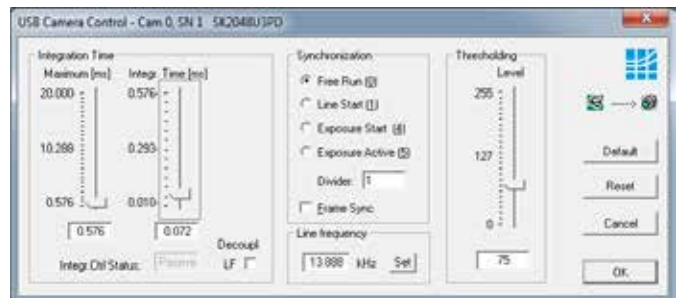 USB Camera Control - Cam 0, SN 1 SK2048U3PD
Integration Time
Maximum [ms]
Integr. Time [ms]
20.000
10.288
0.576
0.576
0.293
0.010
0.576
0.072
Decoupl.
LF
Integr. Ctrl Status:
Synchronization
Free Run (0)
Line Start (1)
Exposure Start (4)
Exposure Active (5)
Divider: 1
Frame Sync
Line frequency
13.888 kHz Set
Thresholding
Level
255
127
0
75
Default
Reset
Cancel
OK